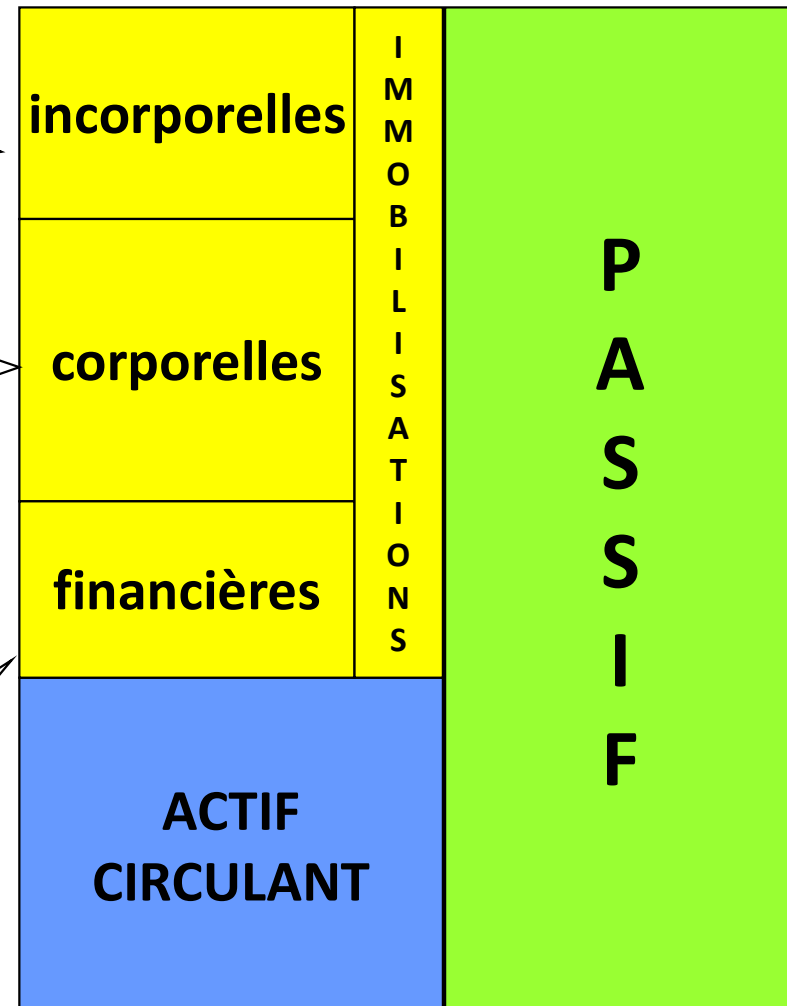 incorporelles
corporelles
financières
IMMOBILISATIONS
ACTIF
CIRCULANT
PASSIF